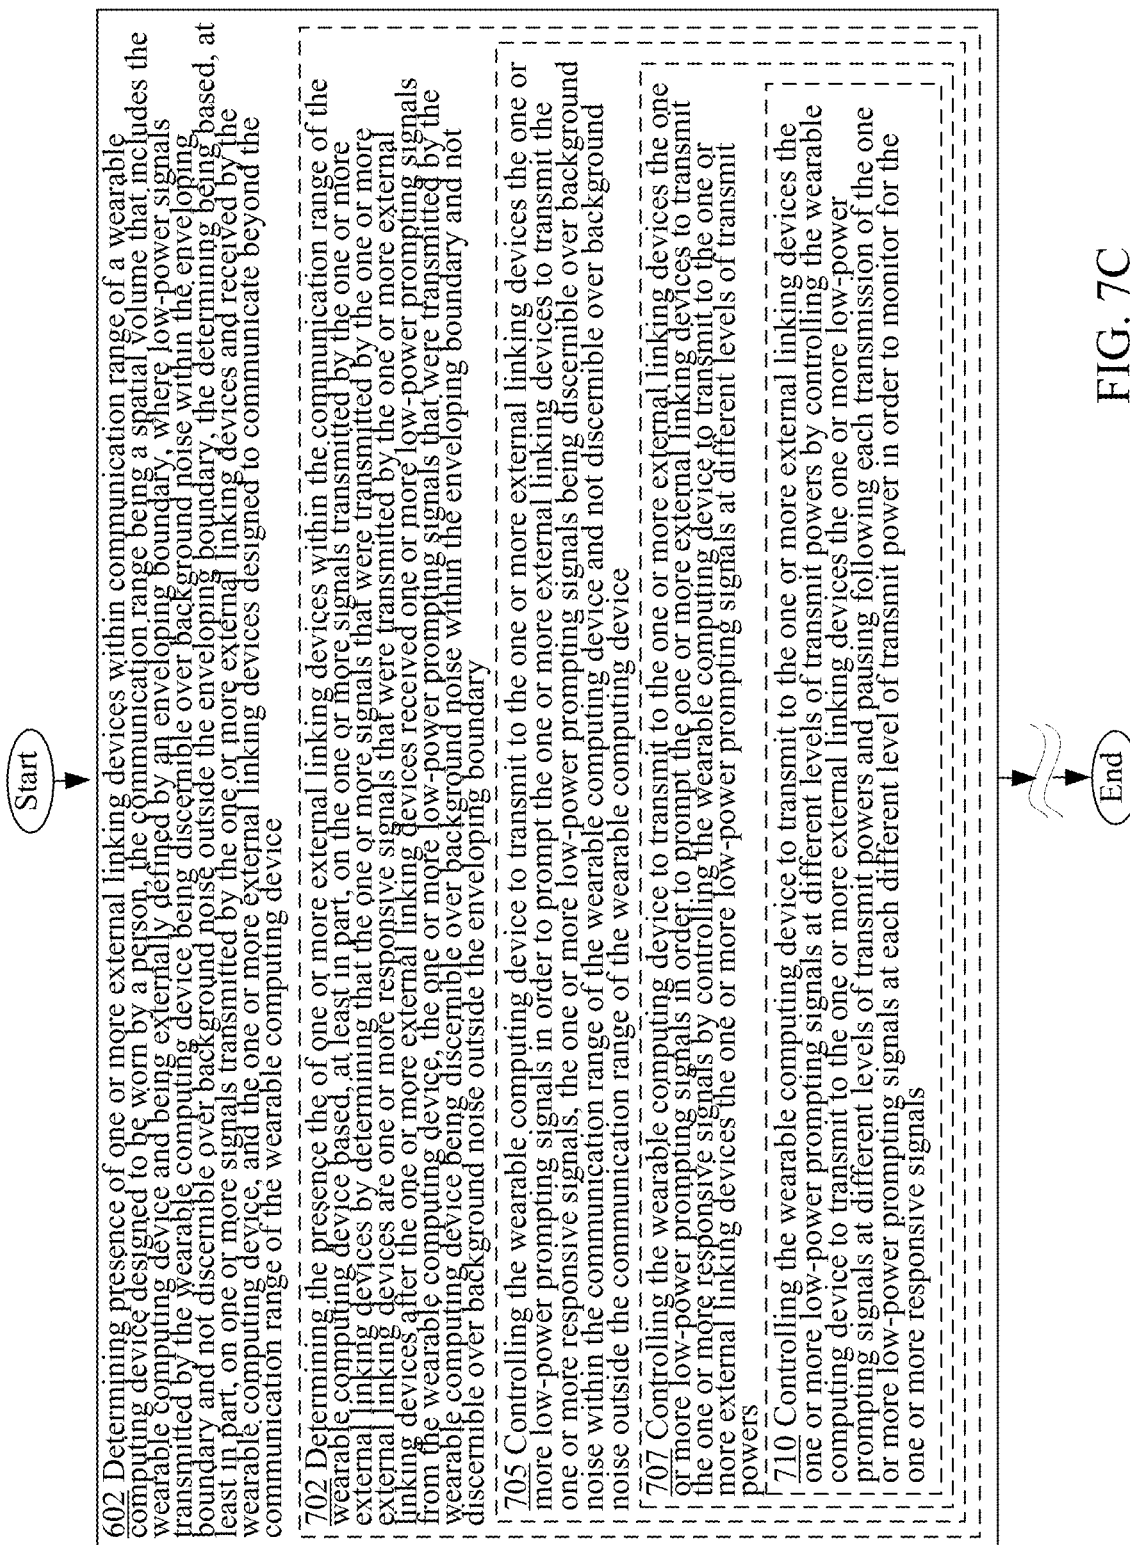 Start
602 Determining presence of one or more external linking devices within communication range of a wearable
computing device designed to be worn by a person, the communication range being a spatial volume that includes the
wearable computing device and being externally defined by an enveloping boundary, where low-power signals
transmitted by the wearable computing device being discernible over background noise within the enveloping
boundary and not discernible over background noise outside the enveloping boundary, the determining being based, at
least in part, on one or more signals transmitted by the one or more external linking devices and received by the
wearable computing device, and the one or more external linking devices designed to communicate beyond the
communication range of the wearable computing device
702 Determining the presence the of one or more external linking devices within the communication range of the
wearable computing device based, at least in part, on the one or more signals transmitted by the one or more
external linking devices by determining that the one or more signals that were transmitted by the one or more
external linking devices are one or more responsive signals that were transmitted by the one or more external
linking devices after the one or more external linking devices received one or more low-power prompting signals
from the wearable computing device, the one or more low-power prompting signals that were transmitted by the
wearable computing device being discernible over background noise within the enveloping boundary and not
discernible over background noise outside the enveloping boundary
705 Controlling the wearable computing device to transmit to the one or more external linking devices the one or
more low-power prompting signals in order to prompt the one or more external linking devices to transmit the
one or more responsive signals, the one or more low-power prompting signals being discernible over background
noise within the communication range of the wearable computing device and not discernible over background
noise outside the communication range of the wearable computing device
707 Controlling the wearable computing device to transmit to the one or more external linking devices the one
or more low-power prompting signals in order to prompt the one or more external linking devices to transmit
the one or more responsive signals by controlling the wearable computing device to transmit to the one or
more external linking devices the one or more low-power prompting signals at different levels of transmit
powers
710 Controlling the wearable computing device to transmit to the one or more external linking devices the
one or more low-power prompting signals at different levels of transmit powers by controlling the wearable
computing device to transmit to the one or more external linking devices the one or more low-power
prompting signals at different levels of transmit powers and pausing following each transmission of the one
or more low-power prompting signals at each different level of transmit power in order to monitor for the
one or more responsive signals
End
FIG. 7C